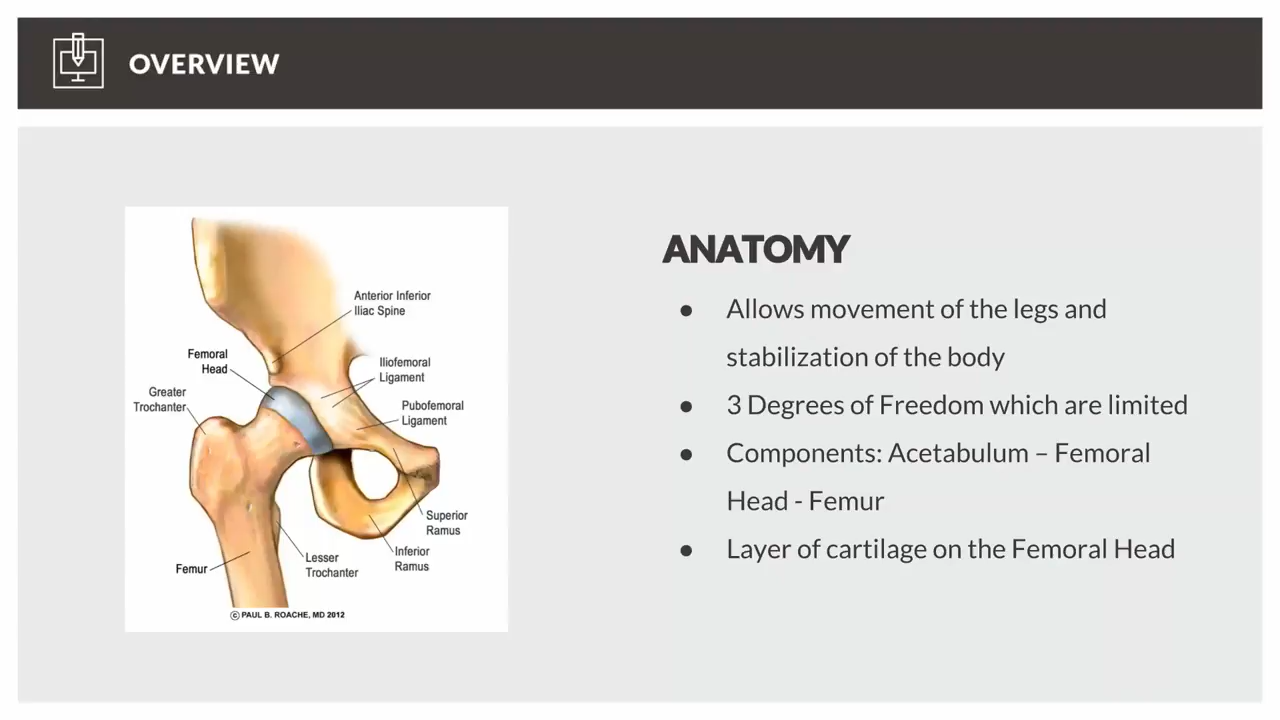 OVERVIEW
Anterior Inferior
Iliac Spine
Femoral
Head
Iliofemoral
Ligament
Greater
Trochanter
Pubofemoral
Ligament
Superior
Ramus
Inferior
Ramus
Lesser
Trochanter
Femur
© PAUL B. ROACHE, MD 2012
ANATOMY
● Allows movement of the legs and
stabilization of the body
● 3 Degrees of Freedom which are limited
● Components: Acetabulum – Femoral
Head - Femur
● Layer of cartilage on the Femoral Head